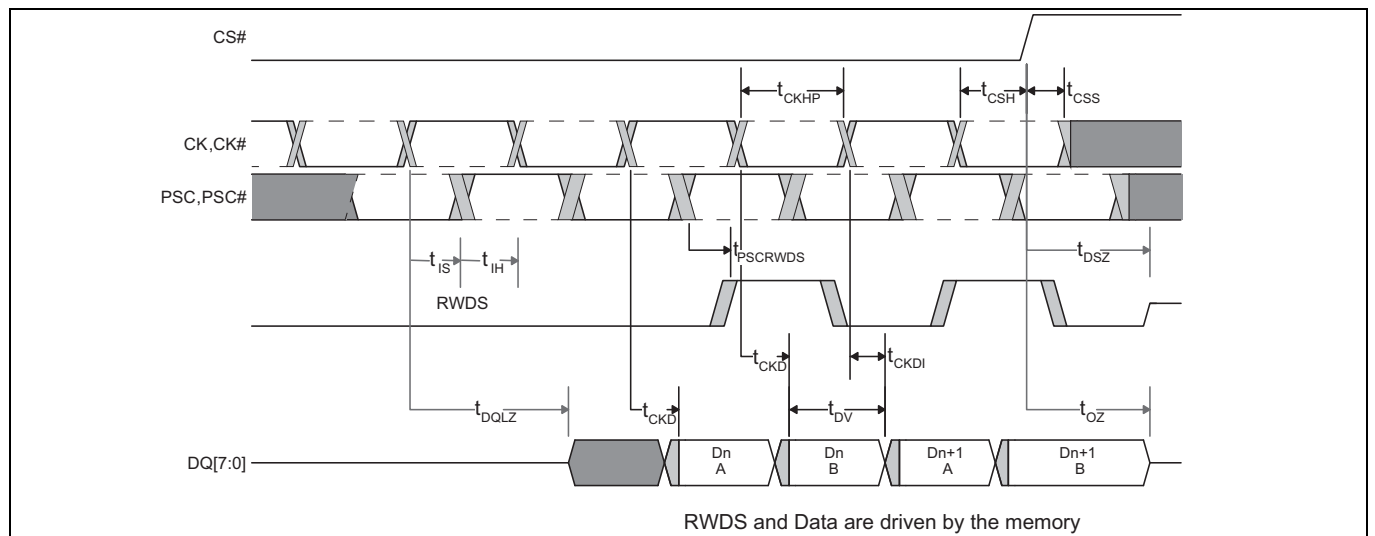 CS#
tCKHP
tCSH
tCSS
CK,CK#
PSC,PSC#
tPSCRWDS
tDSZ
tIS
tIH
RWDS
tCKD
tCKDI
tDQLZ
tCKD
tDV
tOZ
DQ[7:0]
Dn
A
Dn
B
Dn+1
A
Dn+1
B
RWDS and Data are driven by the memory